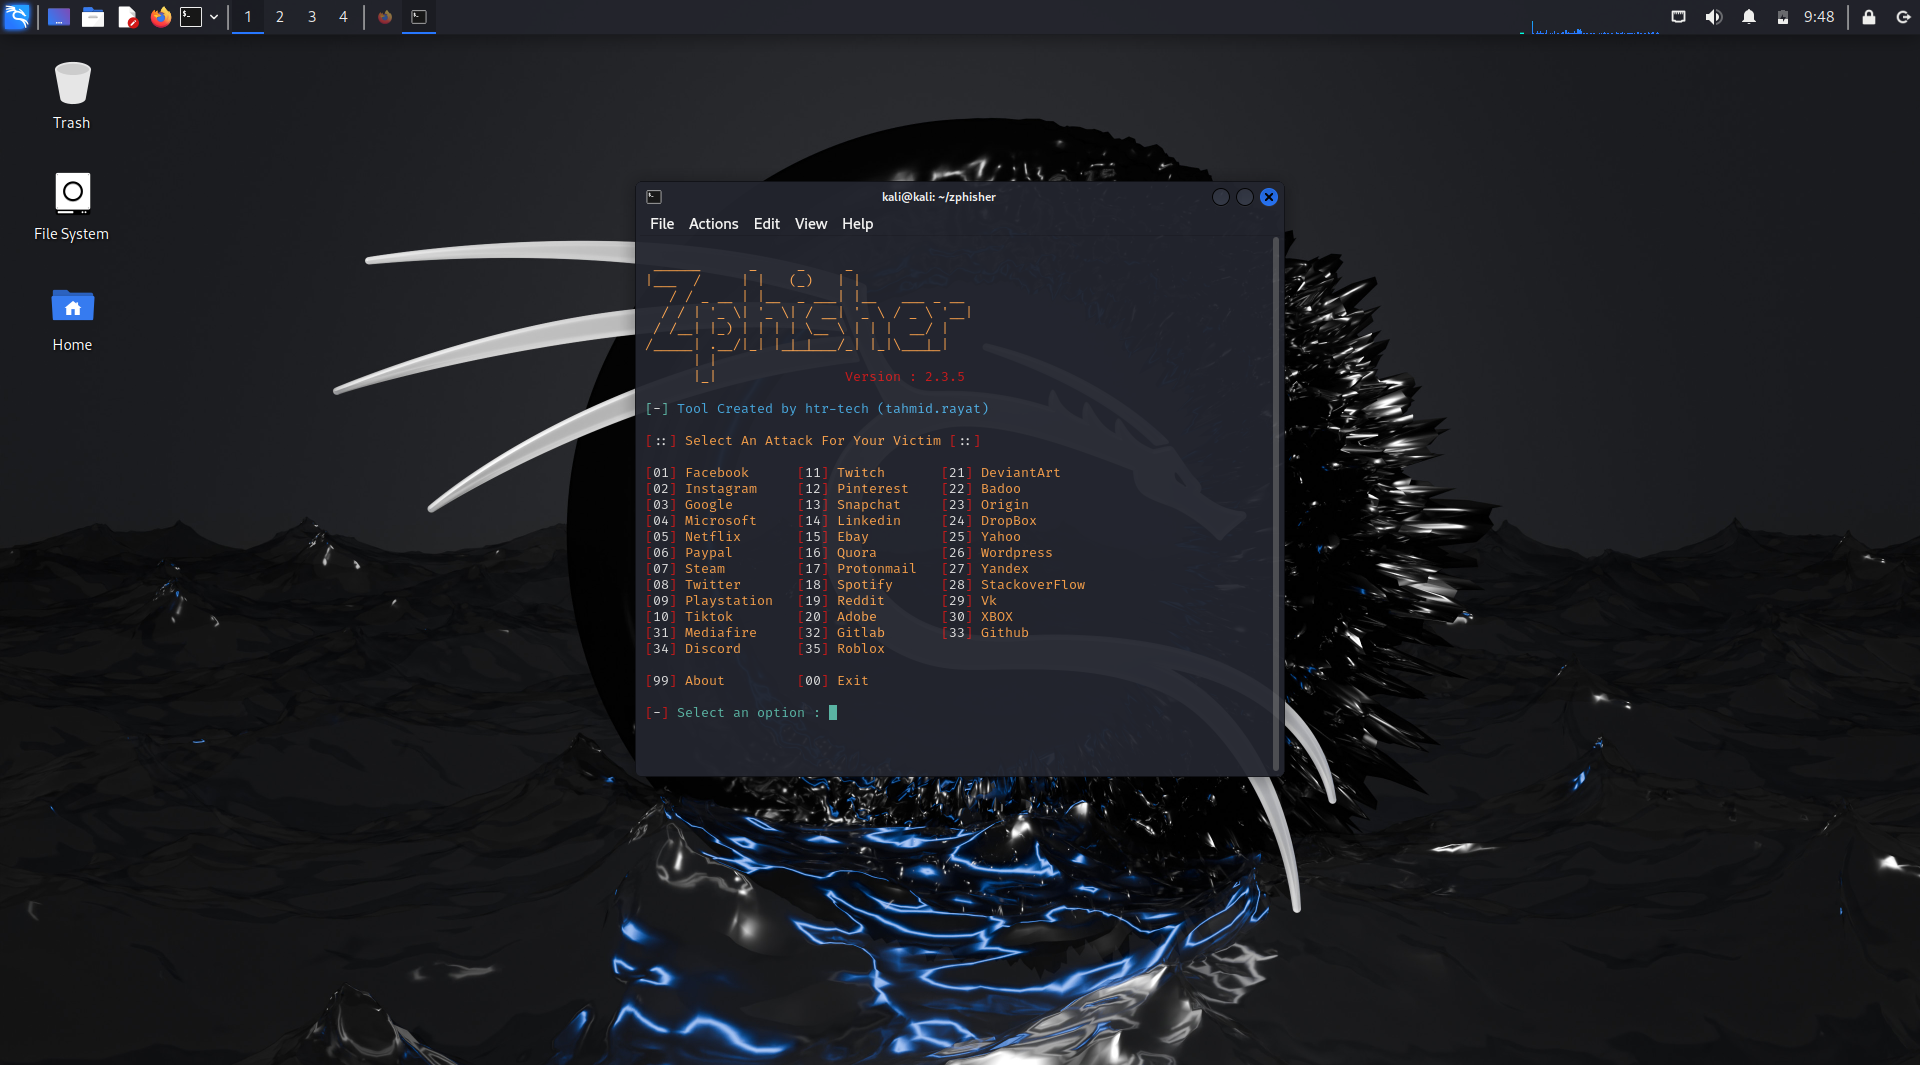 1 2 3 4
9:48
Trash
File System
Home
kali@kali: ~/zphisher
File Actions Edit View Help
Zphisher
Version : 2.3.5
[-] Tool Created by htr-tech (tahmid.rayat)
[::] Select An Attack For Your Victim [::]
[01] Facebook [11] Twitch [21] DeviantArt
[02] Instagram [12] Pinterest [22] Badoo
[03] Google [13] Snapchat [23] Origin
[04] Microsoft [14] Linkedin [24] DropBox
[05] Netflix [15] Ebay [25] Yahoo
[06] Paypal [16] Quora [26] Wordpress
[07] Steam [17] Protonmail [27] Yandex
[08] Twitter [18] Spotify [28] StackoverFlow
[09] Playstation [19] Reddit [29] Vk
[10] Tiktok [20] Adobe [30] XBOX
[31] Mediafire [32] Gitlab [33] Github
[34] Discord [35] Roblox
[99] About [00] Exit
[-] Select an option :